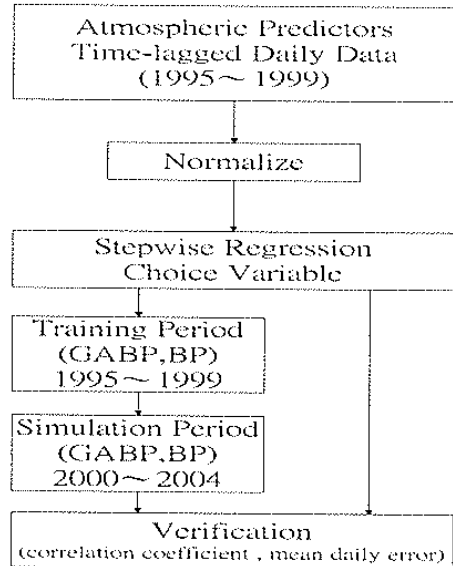 Atmospheric Predictors
Time-lagged Daily Data
(1995～1999)
Normalize
Stepwise Regression
Choice Variable
Training Period
(GABP,BP)
1995～1999
Simulation Period
(GABP,BP)
2000～2004
Verification
(correlation coefficient , mean daily error)